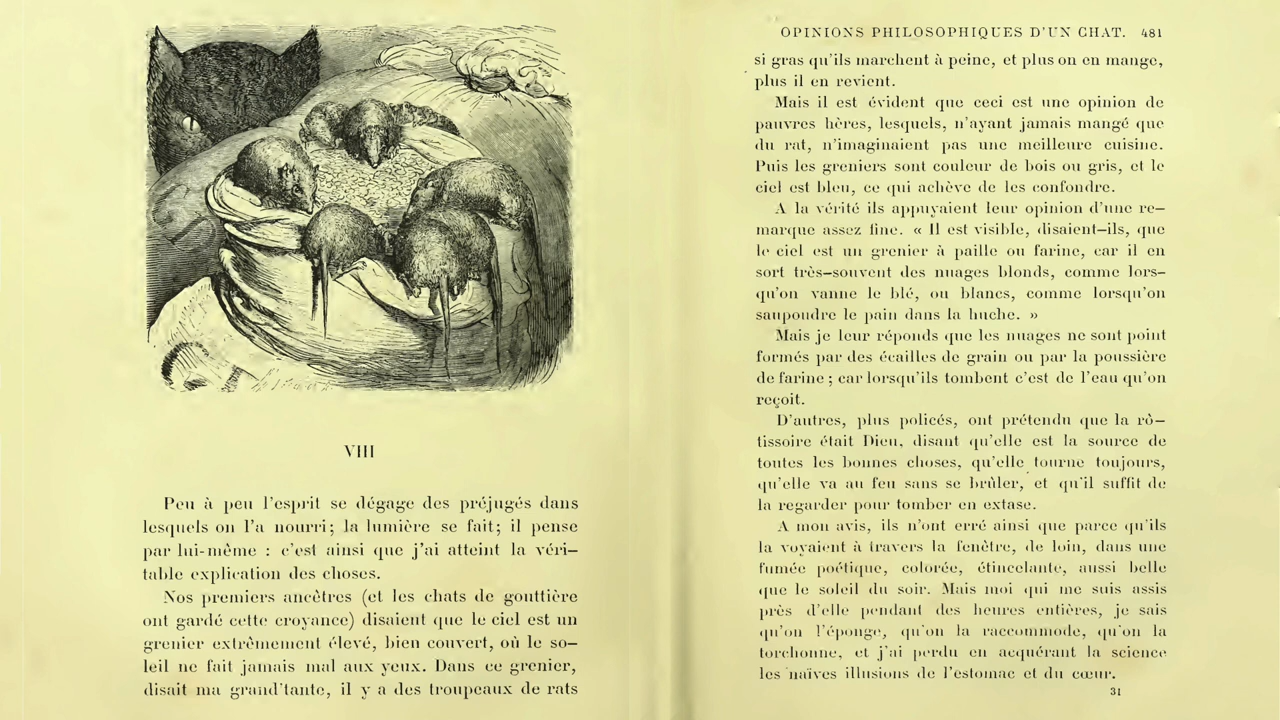 VIII
Peu à peu l'esprit se dégage des préjugés dans
lesquels on l'a nourri; la lumière se fait; il pense
par lui-même : c'est ainsi que j'ai atteint la véri-
table explication des choses.
Nos premiers ancêtres (et les chats de gouttière
ont gardé cette croyance) disaient que le ciel est un
grenier extrêmement élevé, bien couvert, où le so-
leil ne fait jamais mal aux yeux. Dans ce grenier,
disait ma grand'tante, il y a des troupeaux de rats
OPINIONS PHILOSOPHIQUES D'UN CHAT. 481
si gras qu'ils marchent à peine, et plus on en mange,
plus il en revient.
Mais il est évident que ceci est une opinion de
pauvres hères, lesquels, n'ayant jamais mangé que
du rat, n'imaginaient pas une meilleure cuisine.
Puis les greniers sont couleur de bois ou gris, et le
ciel est bleu, ce qui achève de les confondre.
A la vérité ils appuyaient leur opinion d'une re-
marque assez fine. « Il est visible, disaient-ils, que
le ciel est un grenier à paille ou farine, car il en
sort très-souvent des nuages blonds, comme lors-
qu'on vanne le blé, ou blancs, comme lorsqu'on
saupoudre le pain dans la huche. »
Mais je leur réponds que les nuages ne sont point
formés par des écailles de grain ou par la poussière
de farine; car lorsqu'ils tombent c'est de l'eau qu'on
reçoit.
D'autres, plus policés, ont prétendu que la rô-
tissoire était Dieu, disant qu'elle est la source de
toutes les bonnes choses, qu'elle tourne toujours,
qu'elle va au feu sans se brûler, et qu'il suffit de
la regarder pour tomber en extase.
A mon avis, ils n'ont erré ainsi que parce qu'ils
la voyaient à travers la fenêtre, de loin, dans une
fumée poétique, colorée, étincelante, aussi belle
que le soleil du soir. Mais moi qui me suis assis
près d'elle pendant des heures entières, je sais
qu'on l'éponge, qu'on la raccommode, qu'on la
torchonne, et j'ai perdu en acquérant la science
les naïves illusions de l'estomac et du cœur.
31